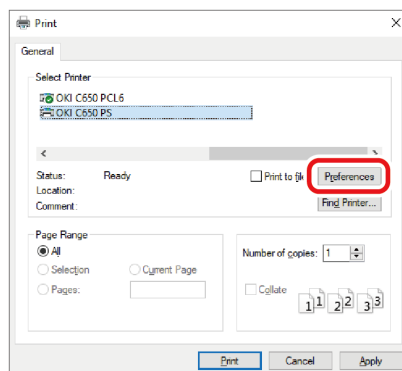 Print
General
Select Printer
OKI C650 PCL6
OKI C650 PS
Status: Ready
Location:
Comment:
Print to file
Preferences
Find Printer...
Page Range
All
Selection
Current Page
Pages:
Number of copies: 1
Collate
1 1 2 2 3 3
Print Cancel Apply